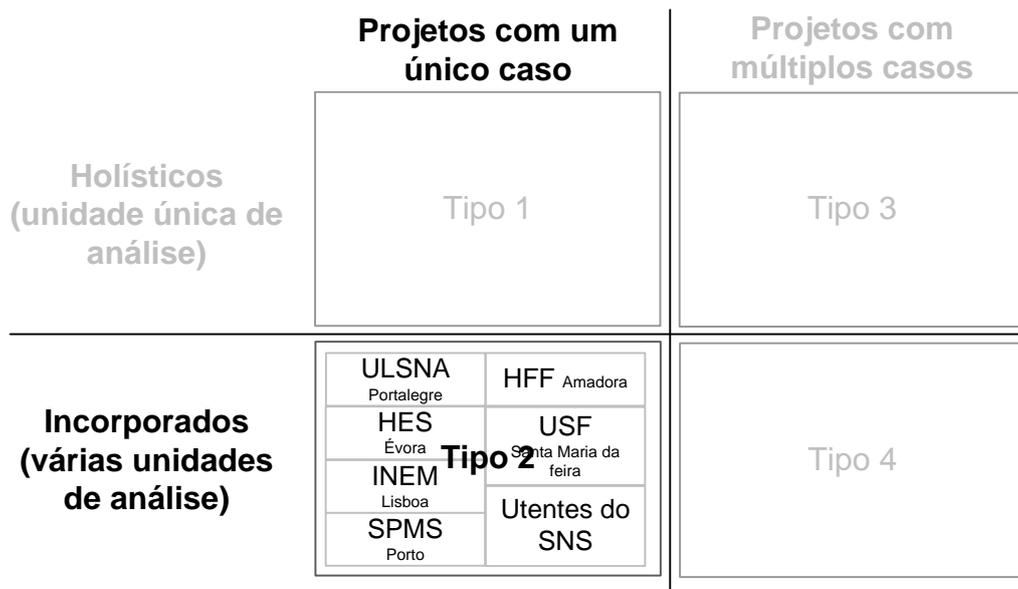 Projetos com um
único caso
Projetos com
múltiplos casos
Holísticos
(unidade única de
análise)
Tipo 1
Tipo 3
Incorporados
(várias unidades
de análise)
ULSNA
Portalegre
HES
Évora
INEM
Lisboa
SPMS
Porto
HFF Amadora
USF
Santa Maria da
feira
Utentes do
SNS
Tipo 2
Tipo 4